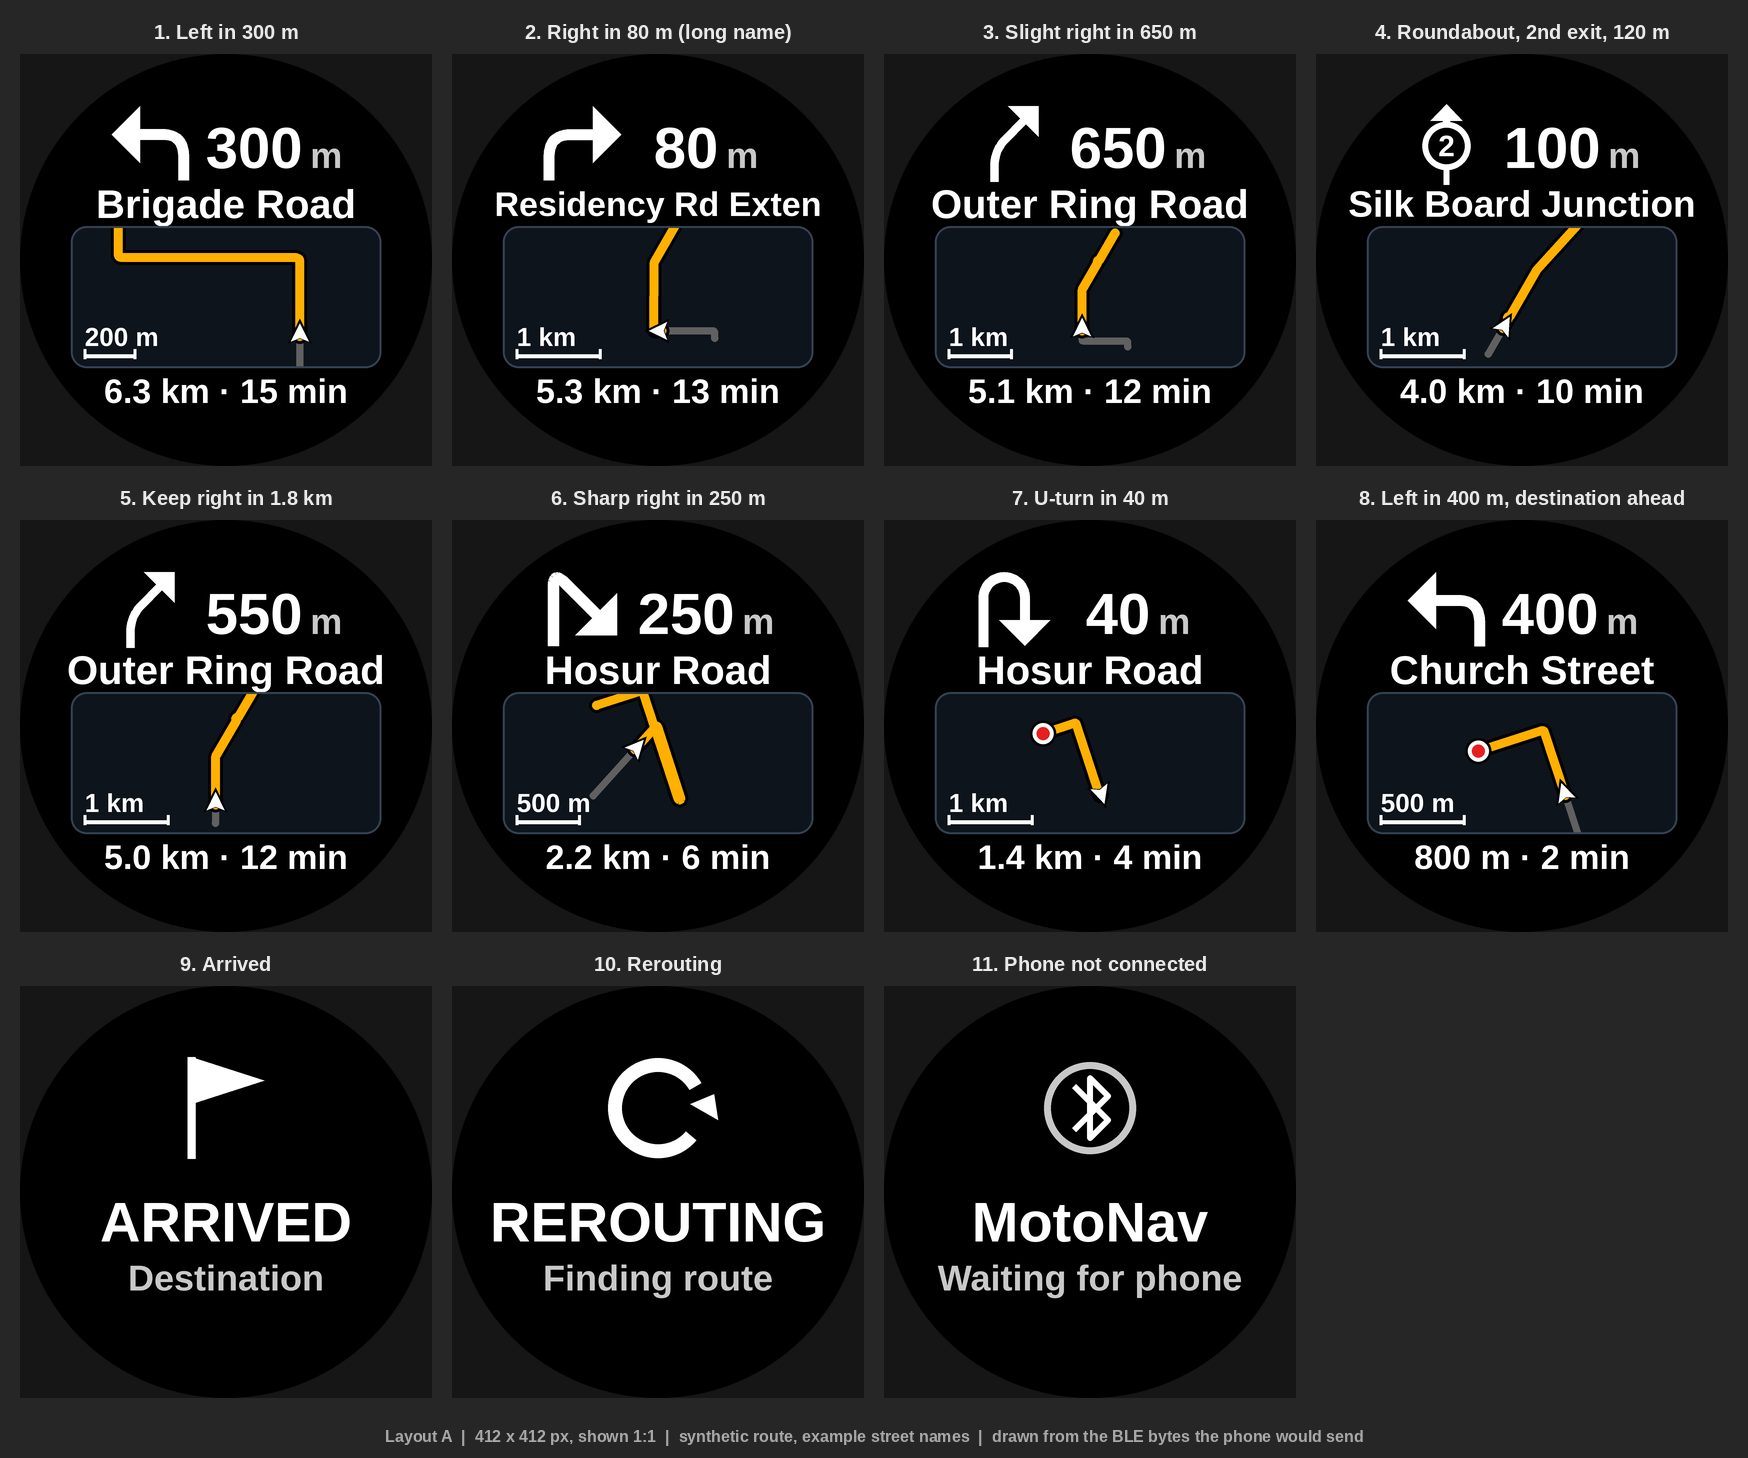 1. Left in 300 m
300 m
Brigade Road
200 m
6.3 km · 15 min
2. Right in 80 m (long name)
80 m
Residency Rd Exten
1 km
5.3 km · 13 min
3. Slight right in 650 m
650 m
Outer Ring Road
1 km
5.1 km · 12 min
4. Roundabout, 2nd exit, 120 m
2
100 m
Silk Board Junction
1 km
4.0 km · 10 min
5. Keep right in 1.8 km
550 m
Outer Ring Road
1 km
5.0 km · 12 min
6. Sharp right in 250 m
250 m
Hosur Road
500 m
2.2 km · 6 min
7. U-turn in 40 m
40 m
Hosur Road
1 km
1.4 km · 4 min
8. Left in 400 m, destination ahead
400 m
Church Street
500 m
800 m · 2 min
9. Arrived
ARRIVED
Destination
10. Rerouting
REROUTING
Finding route
11. Phone not connected
MotoNav
Waiting for phone
Layout A | 412 x 412 px, shown 1:1 | synthetic route, example street names | drawn from the BLE bytes the phone would send